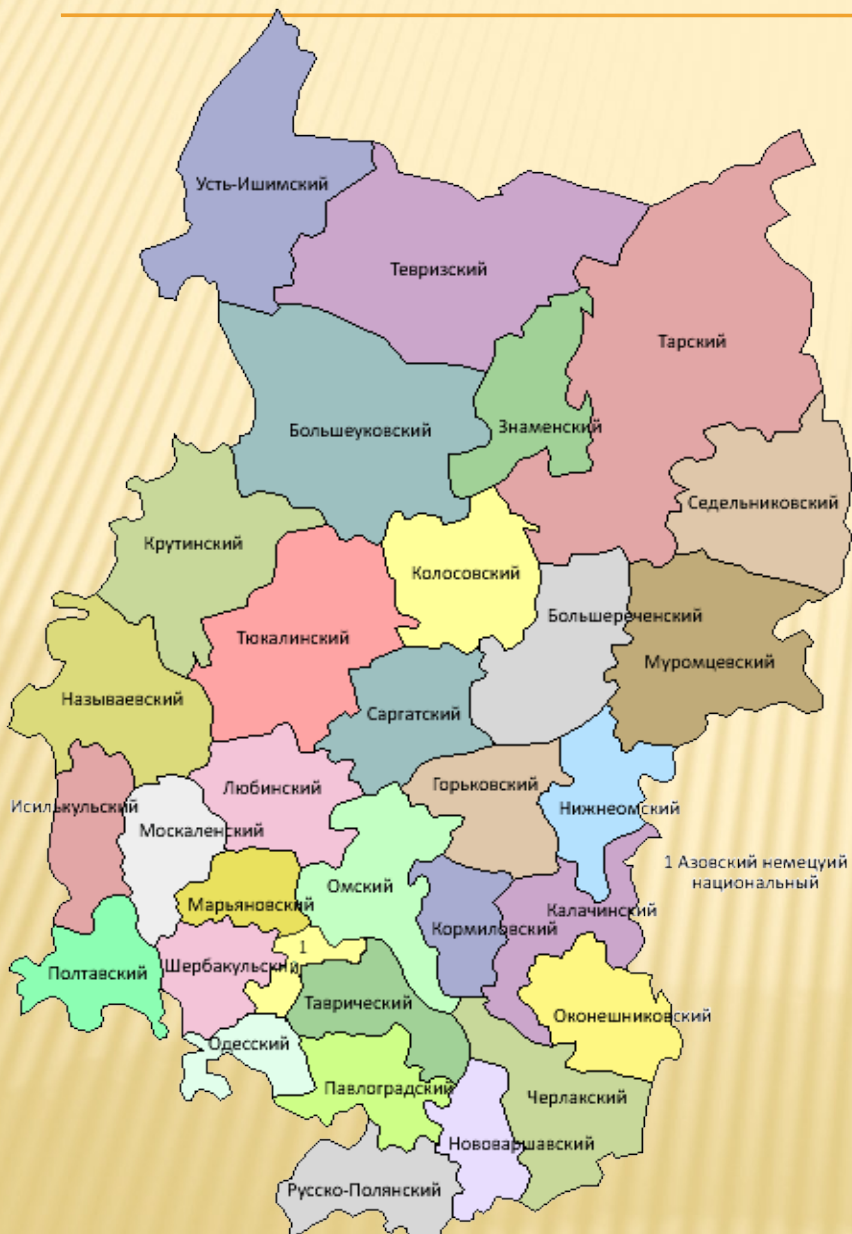 Усть-Ишимский
Тевризский
Тарский
Знаменский
Большеуковский
Седельниковский
Крутинский
Колосовский
Большереченский
Тюкалинский
Муромцевский
Называевский
Саргатский
Горьковский
Любинский
Исилькульский
Нижнеомский
Москаленский
1 Азовский немецуий
национальный
Омский
Марьяновский
Калачинский
Кормиловский
1
Шербакульский
Полтавский
Таврический
Оконешниковский
Одесский
Павлоградский
Черлакский
Нововаршавский
Русско-Полянский